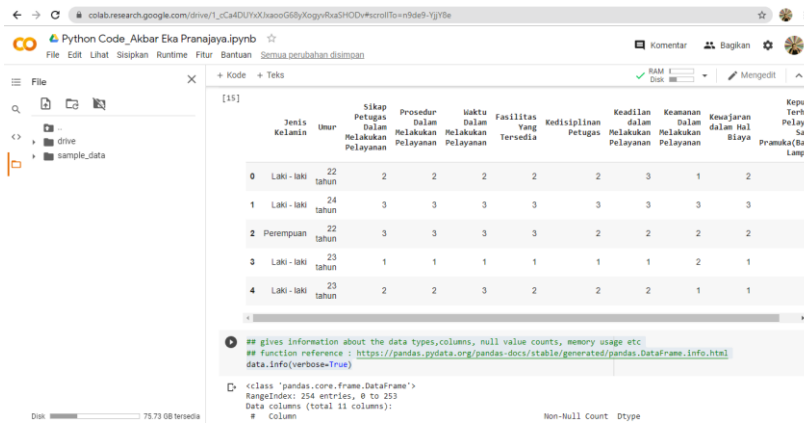 colab.research.google.com/drive/1_cCa4DUYxXJxaooG68yXogyvRxaSHODv#scrollTo=n9de9-YjjYBe
Python Code_Akbar Eka Pranajaya.ipynb
File Edit Lihat Sisipkan Runtime Fitur Bantuan Semua perubahan disimpan
Komentar Bagikan
File
+ Kode + Teks
RAM
Disk
Mengedit
..
drive
sample_data
[15]
Jenis Kelamin Umur Sikap Petugas Dalam Melakukan Pelayanan Prosedur Dalam Melakukan Pelayanan Waktu Dalam Melakukan Pelayanan Fasilitas Yang Tersedia Kedisiplinan Petugas Keadilan dalam Melakukan Pelayanan Keamanan Dalam Melakukan Pelayanan Kewajaran dalam Hal Biaya
0 Laki - laki 22 tahun 2 2 2 2 2 3 1 2
1 Laki - laki 24 tahun 3 3 3 3 3 3 3 3
2 Perempuan 22 tahun 3 3 3 3 2 2 2 2
3 Laki - laki 23 tahun 1 1 1 1 1 1 2 1
4 Laki - laki 23 tahun 2 2 3 2 2 2 1 1
## gives information about the data types,columns, null value counts, memory usage etc
## function reference : https://pandas.pydata.org/pandas-docs/stable/generated/pandas.DataFrame.info.html
data.info(verbose=True)
<class 'pandas.core.frame.DataFrame'>
RangeIndex: 254 entries, 0 to 253
Data columns (total 11 columns):
# Column Non-Null Count Dtype
Disk 75.73 GB tersedia